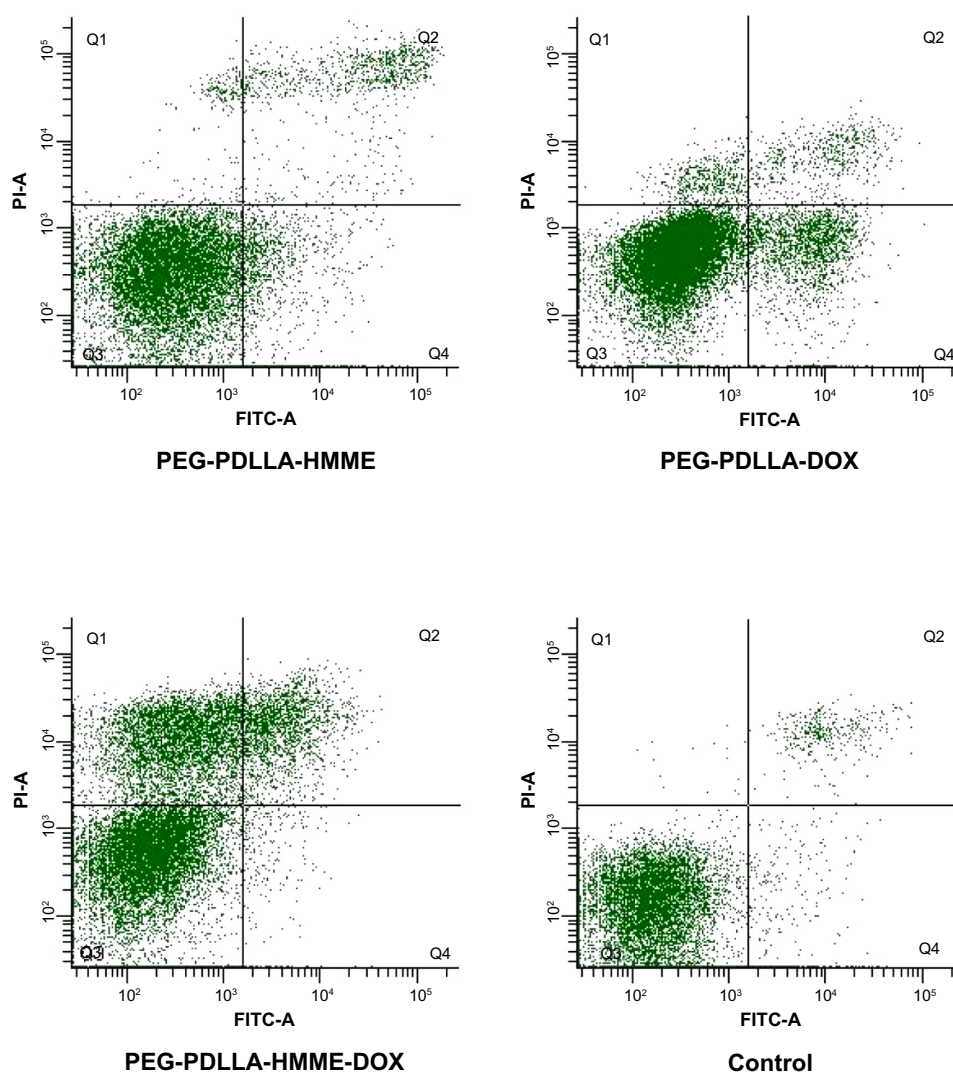 Q1 Q2
10⁵
10⁴
PI-A
10³
10²
Q3 Q4
10² 10³ 10⁴ 10⁵
FITC-A
PEG-PDLLA-HMME
Q1 Q2
10⁵
10⁴
PI-A
10³
10²
Q3 Q4
10² 10³ 10⁴ 10⁵
FITC-A
PEG-PDLLA-DOX
Q1 Q2
10⁵
10⁴
PI-A
10³
10²
Q3 Q4
10² 10³ 10⁴ 10⁵
FITC-A
PEG-PDLLA-HMME-DOX
Q1 Q2
10⁵
10⁴
PI-A
10³
10²
Q3 Q4
10² 10³ 10⁴ 10⁵
FITC-A
Control